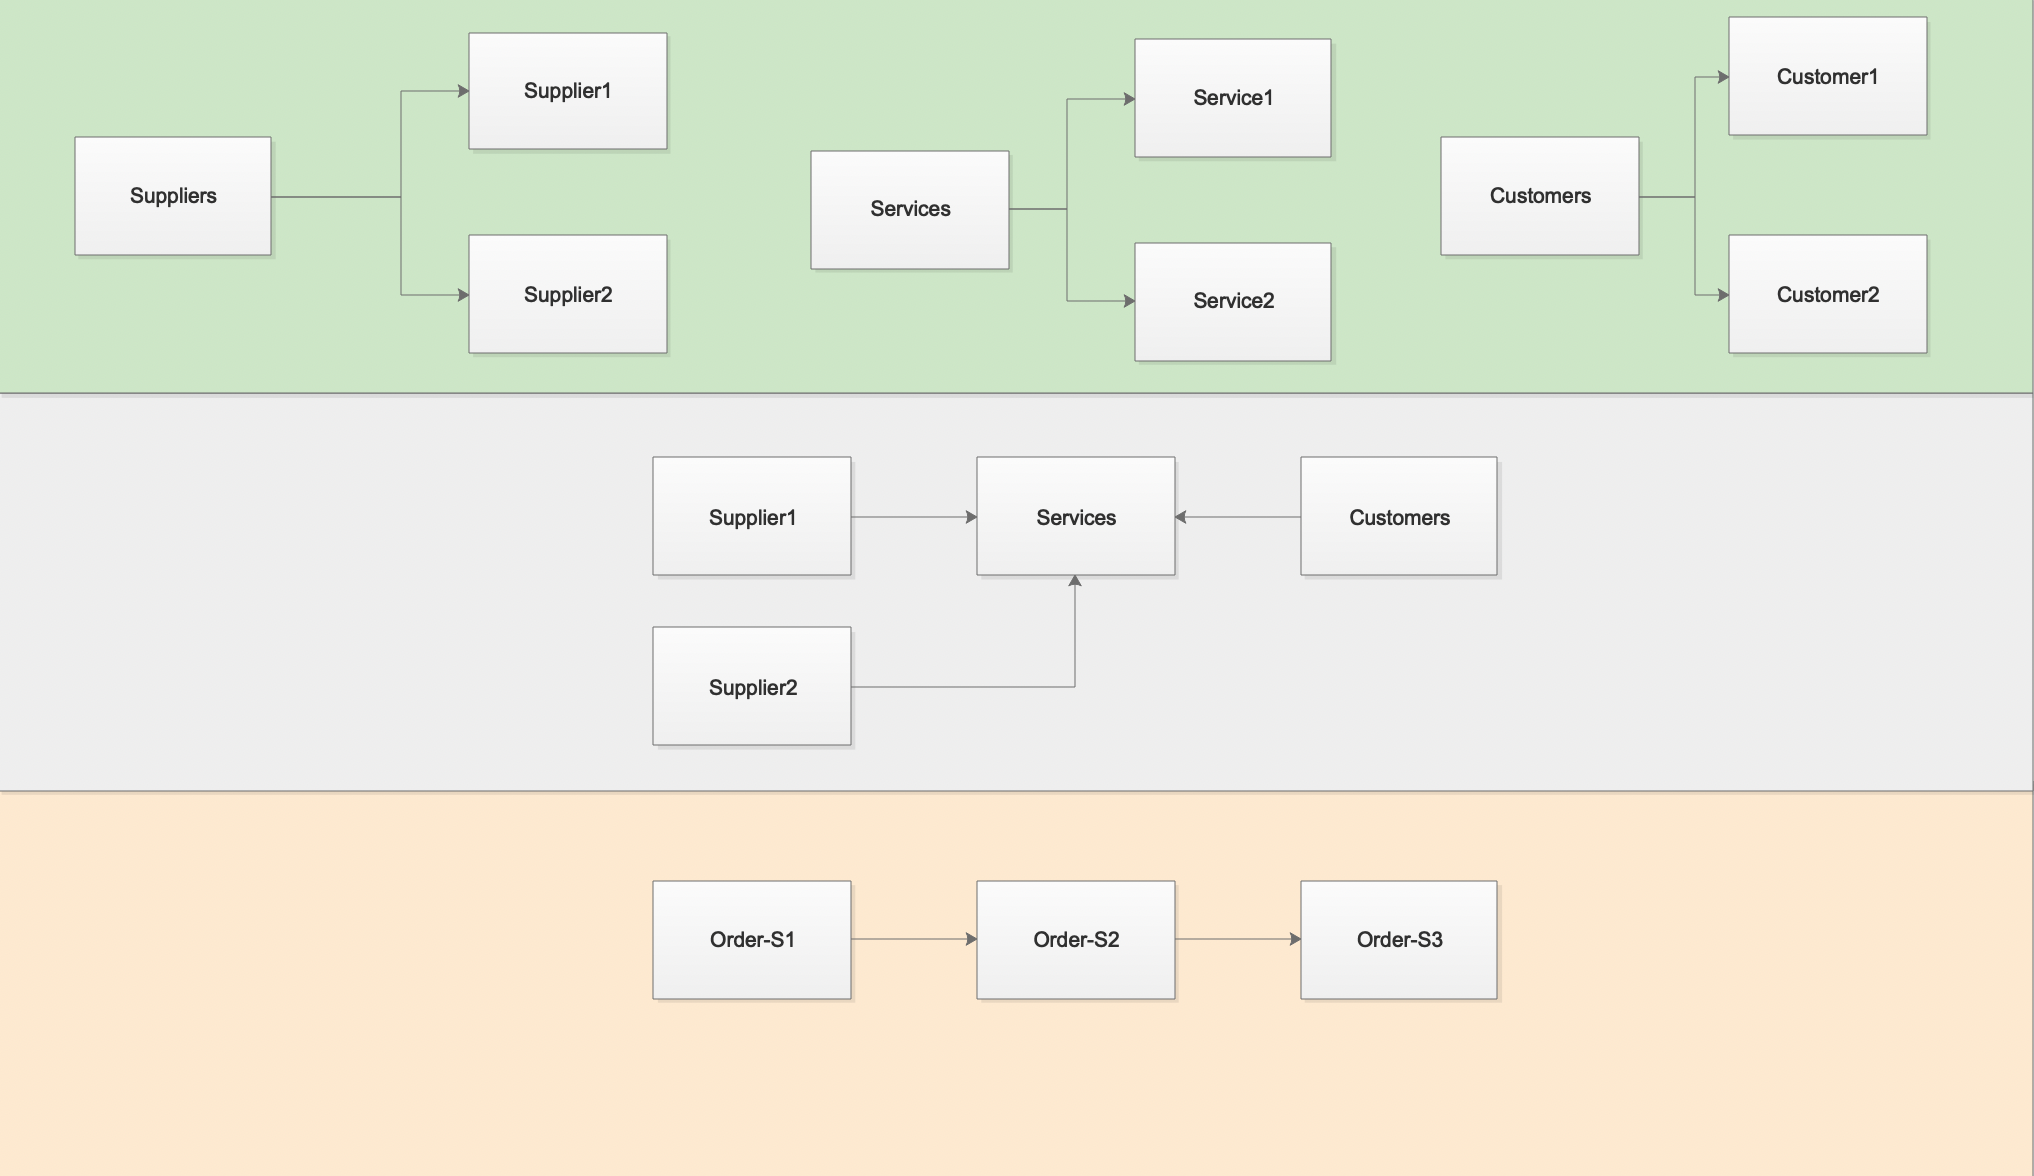 Suppliers
Supplier1
Supplier2
Services
Service1
Service2
Customers
Customer1
Customer2
Supplier1
Services
Customers
Supplier2
Order-S1
Order-S2
Order-S3